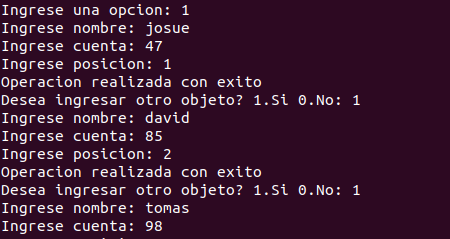 Ingrese una opcion: 1
Ingrese nombre: josue
Ingrese cuenta: 47
Ingrese posicion: 1
Operacion realizada con exito
Desea ingresar otro objeto? 1.Si 0.No: 1
Ingrese nombre: david
Ingrese cuenta: 85
Ingrese posicion: 2
Operacion realizada con exito
Desea ingresar otro objeto? 1.Si 0.No: 1
Ingrese nombre: tomas
Ingrese cuenta: 98